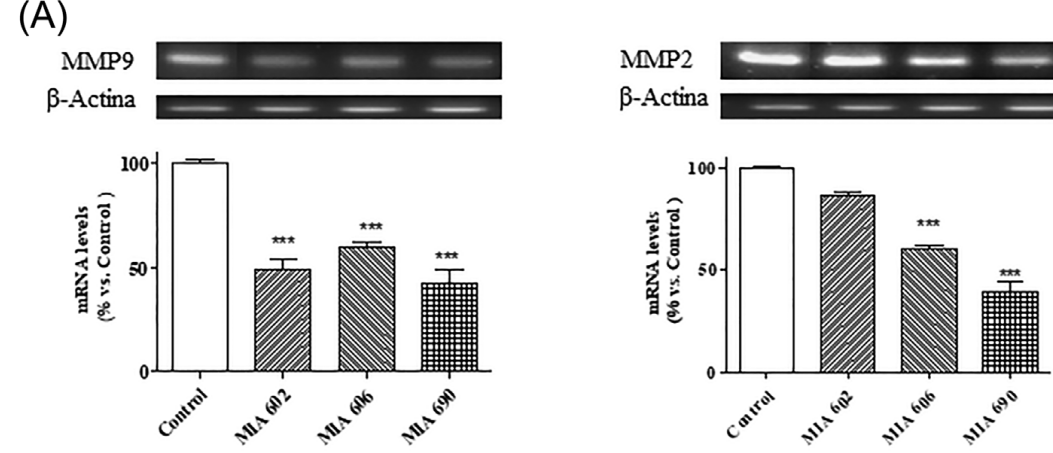 (A)
MMP9
β-Actina
100
50
0
mRNA levels
(% vs. Control )
***
***
***
Control
MIA 602
MIA 606
MIA 690
MMP2
β-Actina
100
50
0
mRNA levels
(% vs. Control )
***
***
Control
MIA 602
MIA 606
MIA 690